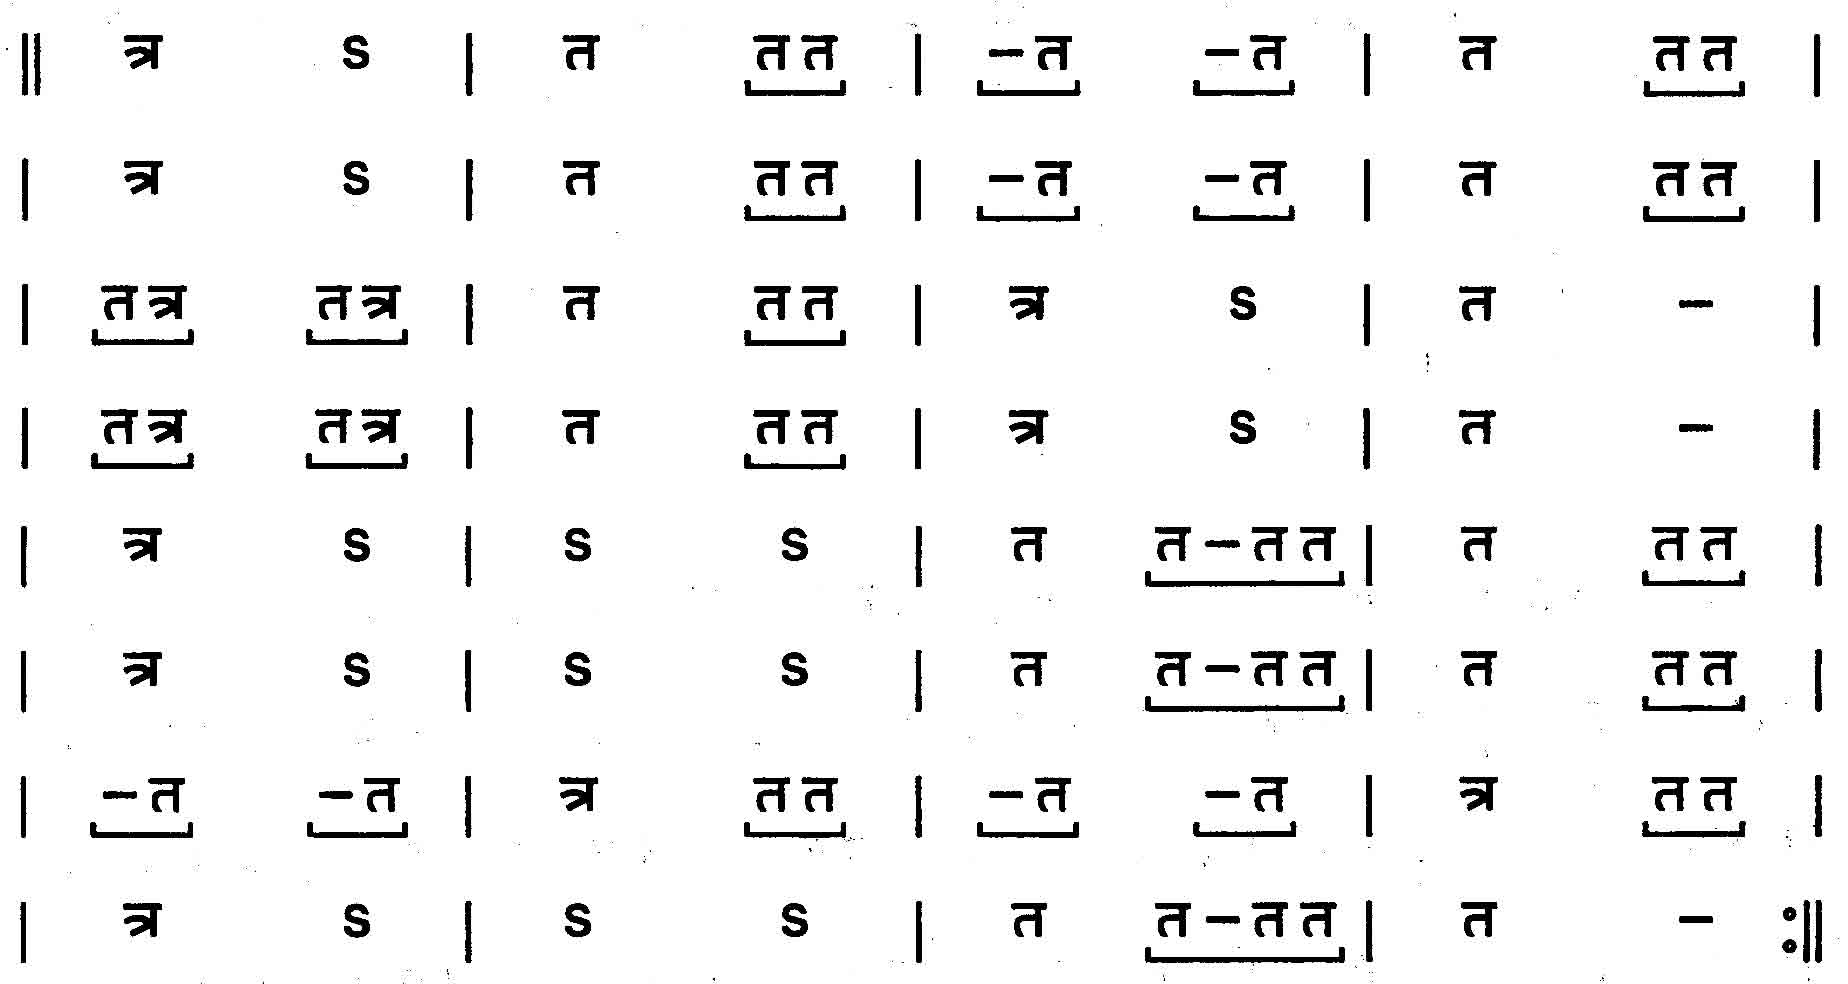 ‖ त्र S | त तत | –त –त | त तत |
| त्र S | त तत | –त –त | त तत |
| तत्र तत्र | त तत | त्र S | त – |
| तत्र तत्र | त तत | त्र S | त – |
| त्र S | S S | त त–तत | त तत |
| त्र S | S S | त त–तत | त तत |
| –त –त | त्र तत | –त –त | त्र तत |
| त्र S | S S | त त–तत | त – :‖